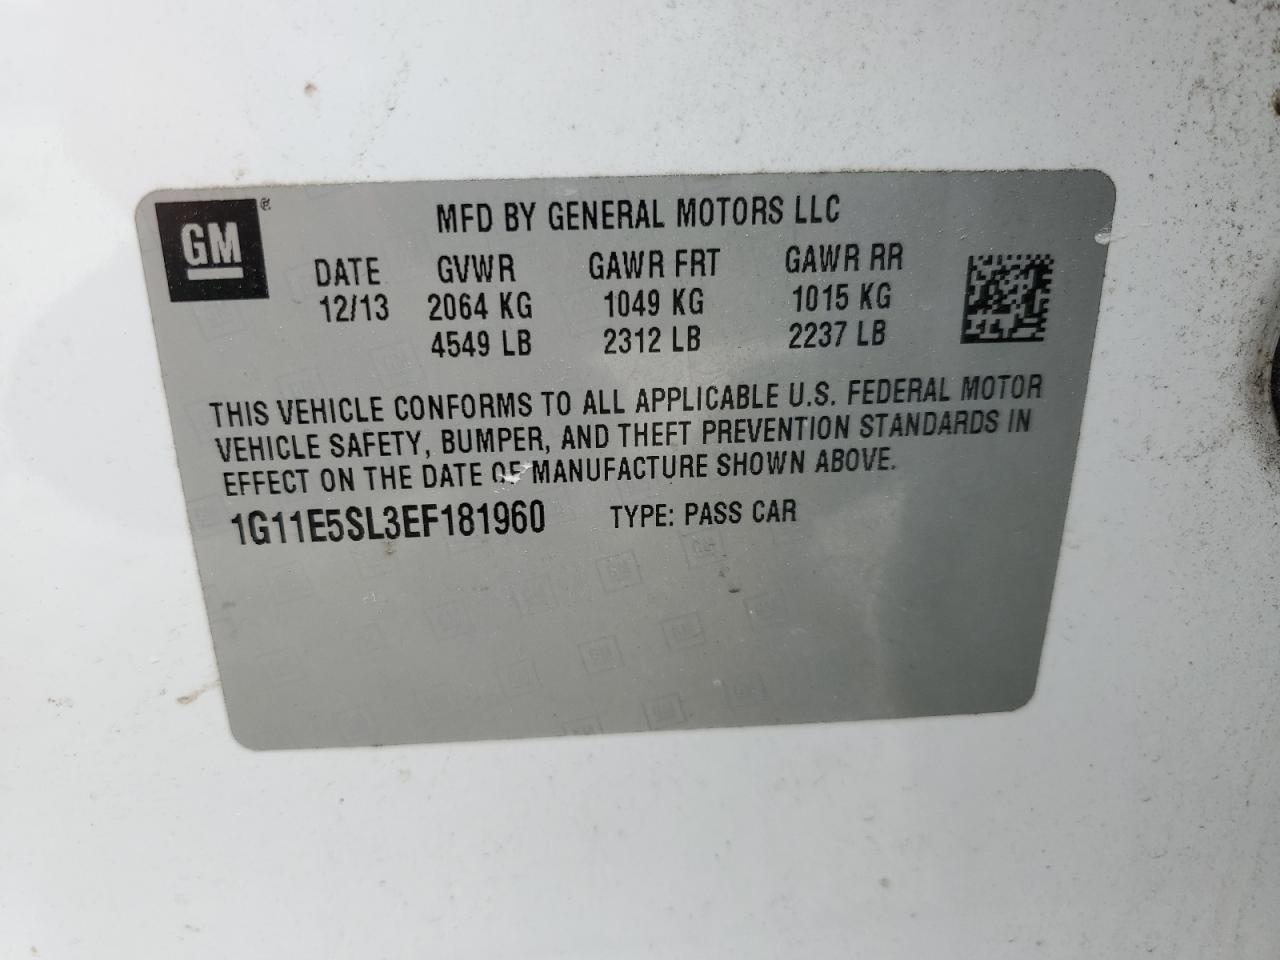 GM®
MFD BY GENERAL MOTORS LLC
DATE GVWR GAWR FRT GAWR RR
12/13 2064 KG 1049 KG 1015 KG
4549 LB 2312 LB 2237 LB
THIS VEHICLE CONFORMS TO ALL APPLICABLE U.S. FEDERAL MOTOR
VEHICLE SAFETY, BUMPER, AND THEFT PREVENTION STANDARDS IN
EFFECT ON THE DATE OF MANUFACTURE SHOWN ABOVE.
1G11E5SL3EF181960 TYPE: PASS CAR